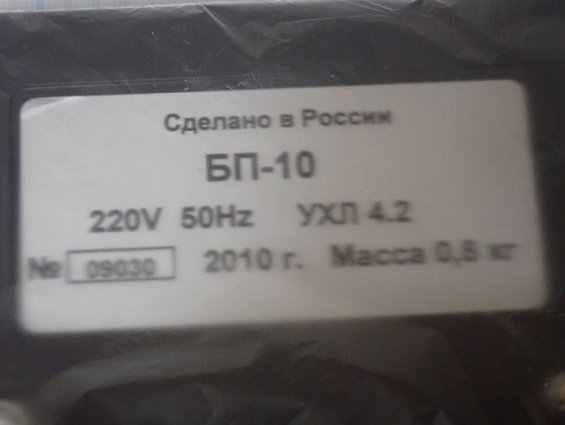 Сделано в России
БП-10
220V 50Hz УХЛ 4.2
№ 09030 2010 г. Масса 0,8 кг